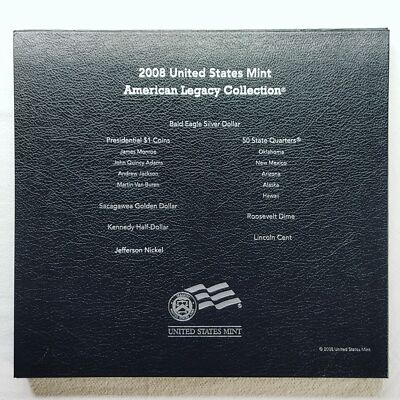 2008 United States Mint
American Legacy Collection®
Bald Eagle Silver Dollar
Presidential $1 Coins
James Monroe
John Quincy Adams
Andrew Jackson
Martin Van Buren
Sacagawea Golden Dollar
Kennedy Half-Dollar
Jefferson Nickel
50 State Quarters®
Oklahoma
New Mexico
Arizona
Alaska
Hawaii
Roosevelt Dime
Lincoln Cent
UNITED STATES MINT
© 2008 United States Mint